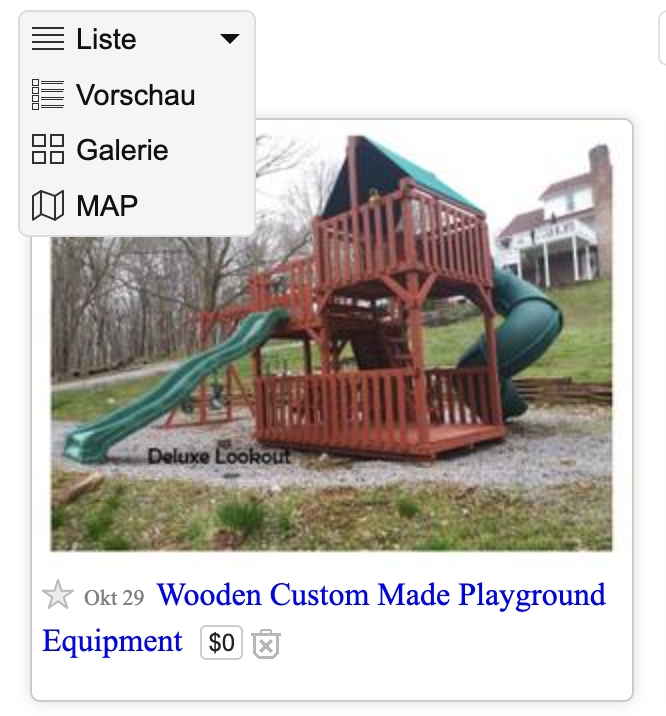 Liste
Vorschau
Galerie
MAP
Deluxe Lookout
Okt 29 Wooden Custom Made Playground
Equipment $0